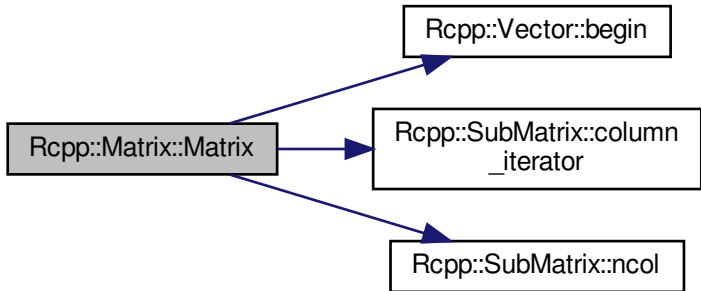 Rcpp::Vector::begin
Rcpp::Matrix::Matrix
Rcpp::SubMatrix::column
_iterator
Rcpp::SubMatrix::ncol